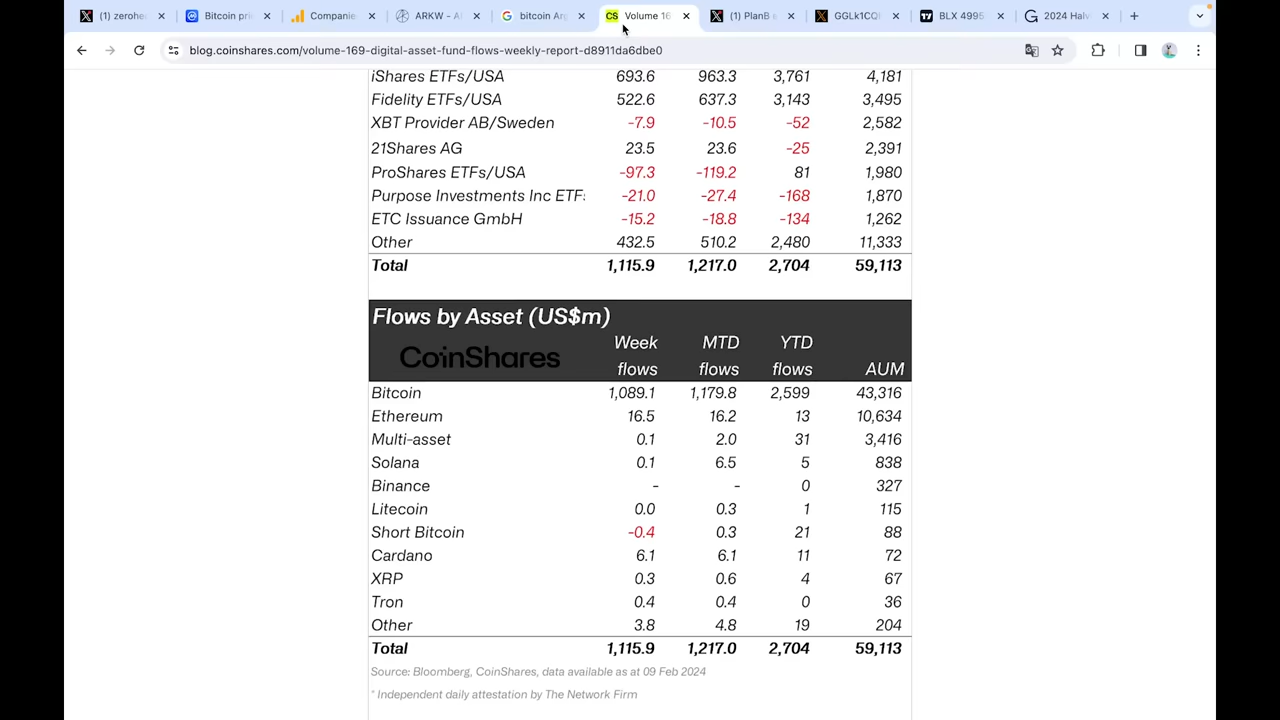 (1) zerohe
Bitcoin pri
Companie
ARKW - A
bitcoin Ar
CS Volume 16
(1) PlanB
GGLk1CQI
BLX 4995
2024 Halv
blog.coinshares.com/volume-169-digital-asset-fund-flows-weekly-report-d8911da6dbe0
iShares ETFs/USA 693.6 963.3 3,761 4,181
Fidelity ETFs/USA 522.6 637.3 3,143 3,495
XBT Provider AB/Sweden -7.9 -10.5 -52 2,582
21Shares AG 23.5 23.6 -25 2,391
ProShares ETFs/USA -97.3 -119.2 81 1,980
Purpose Investments Inc ETF -21.0 -27.4 -168 1,870
ETC Issuance GmbH -15.2 -18.8 -134 1,262
Other 432.5 510.2 2,480 11,333
Total 1,115.9 1,217.0 2,704 59,113
Flows by Asset (US$m)
Week MTD YTD
CoinShares flows flows flows AUM
Bitcoin 1,089.1 1,179.8 2,599 43,316
Ethereum 16.5 16.2 13 10,634
Multi-asset 0.1 2.0 31 3,416
Solana 0.1 6.5 5 838
Binance - - 0 327
Litecoin 0.0 0.3 1 115
Short Bitcoin -0.4 0.3 21 88
Cardano 6.1 6.1 11 72
XRP 0.3 0.6 4 67
Tron 0.4 0.4 0 36
Other 3.8 4.8 19 204
Total 1,115.9 1,217.0 2,704 59,113
Source: Bloomberg, CoinShares, data available as at 09 Feb 2024
* Independent daily attestation by The Network Firm